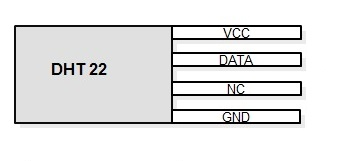 VCC
DHT 22
DATA
NC
GND